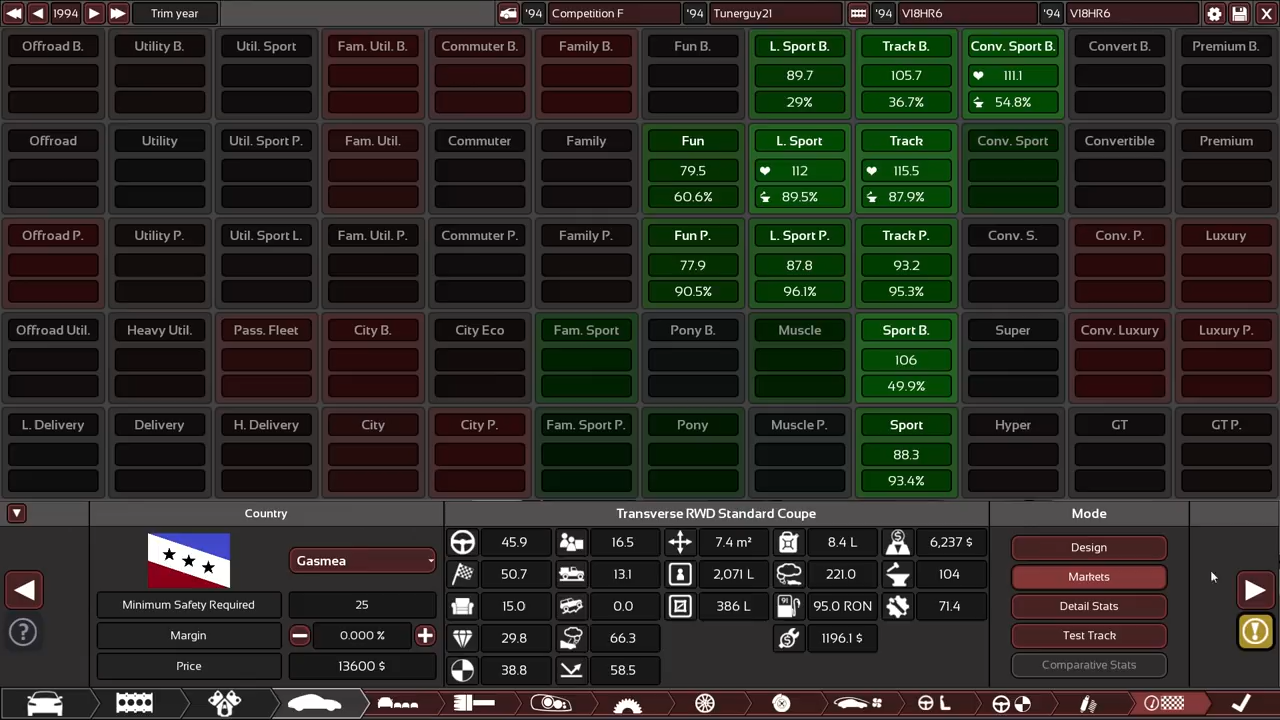 1994 Trim year '94 Competition F '94 Tunerguy21 '94 V18HR6 '94 V18HR6
Offroad B. Utility B. Util. Sport Fam. Util. B. Commuter B. Family B. Fun B. L. Sport B. Track B. Conv. Sport B. Convert B. Premium B.
89.7 105.7 111.1
29% 36.7% 54.8%
Offroad Utility Util. Sport P. Fam. Util. Commuter Family Fun L. Sport Track Conv. Sport Convertible Premium
79.5 112 115.5
60.6% 89.5% 87.9%
Offroad P. Utility P. Util. Sport L. Fam. Util. P. Commuter P. Family P. Fun P. L. Sport P. Track P. Conv. S. Conv. P. Luxury
77.9 87.8 93.2
90.5% 96.1% 95.3%
Offroad Util. Heavy Util. Pass. Fleet City B. City Eco Fam. Sport Pony B. Muscle Sport B. Super Conv. Luxury Luxury P.
106
49.9%
L. Delivery Delivery H. Delivery City City P. Fam. Sport P. Pony Muscle P. Sport Hyper GT GT P.
88.3
93.4%
Country Transverse RWD Standard Coupe Mode
Gasmea 45.9 16.5 7.4 m² 8.4 L 6,237 $ Design
50.7 13.1 2,071 L 221.0 104 Markets
Minimum Safety Required 25 15.0 0.0 386 L 91 95.0 RON 71.4 Detail Stats
Margin 0.000 % 29.8 66.3 1196.1 $ Test Track
Price 13600 $ 38.8 58.5 Comparative Stats